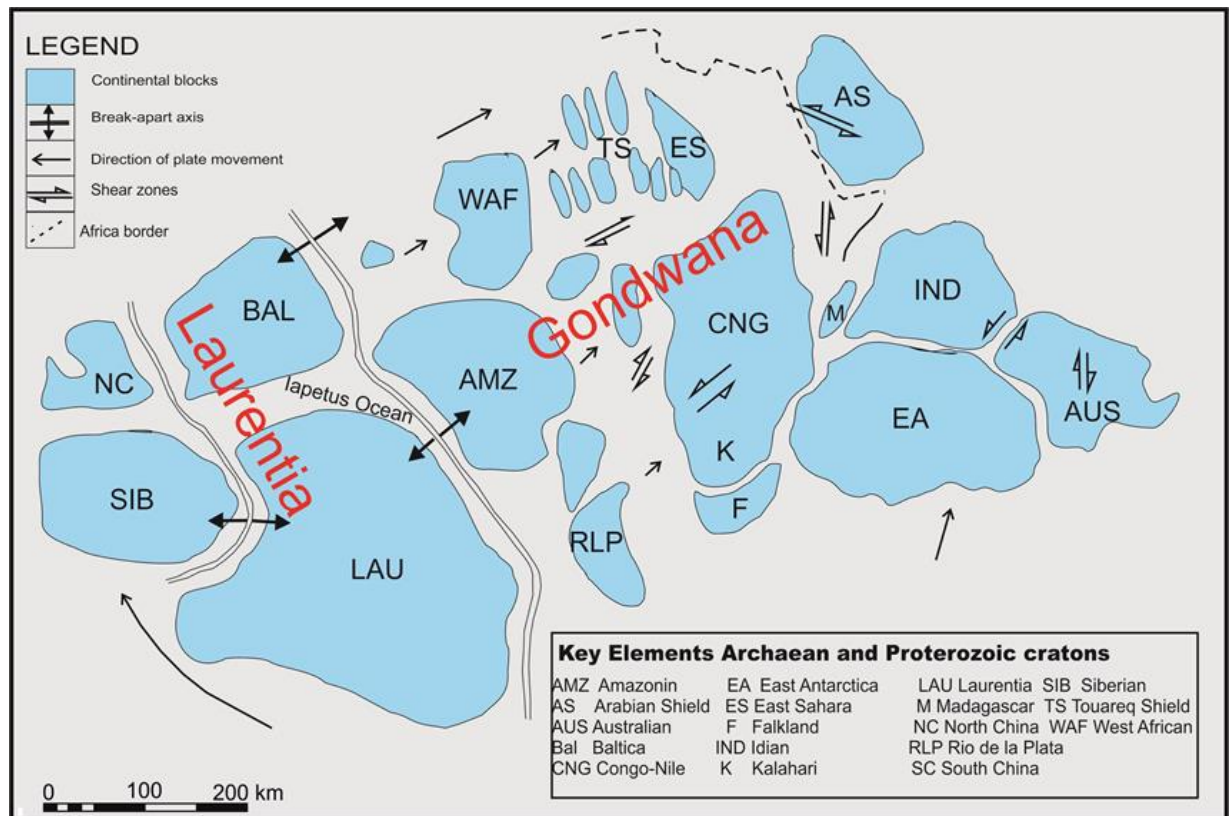 LEGEND
Continental blocks
Break-apart axis
Direction of plate movement
Shear zones
Africa border
AS
TS
ES
WAF
Gondwana
BAL
IND
M
CNG
Laurentia
NC
AMZ
Iapetus Ocean
EA
AUS
K
SIB
F
RLP
LAU
Key Elements Archaean and Proterozoic cratons
AMZ Amazonin EA East Antarctica LAU Laurentia SIB Siberian
AS Arabian Shield ES East Sahara M Madagascar TS Touareq Shield
AUS Australian F Falkland NC North China WAF West African
Bal Baltica IND Idian RLP Rio de la Plata
CNG Congo-Nile K Kalahari SC South China
0 100 200 km